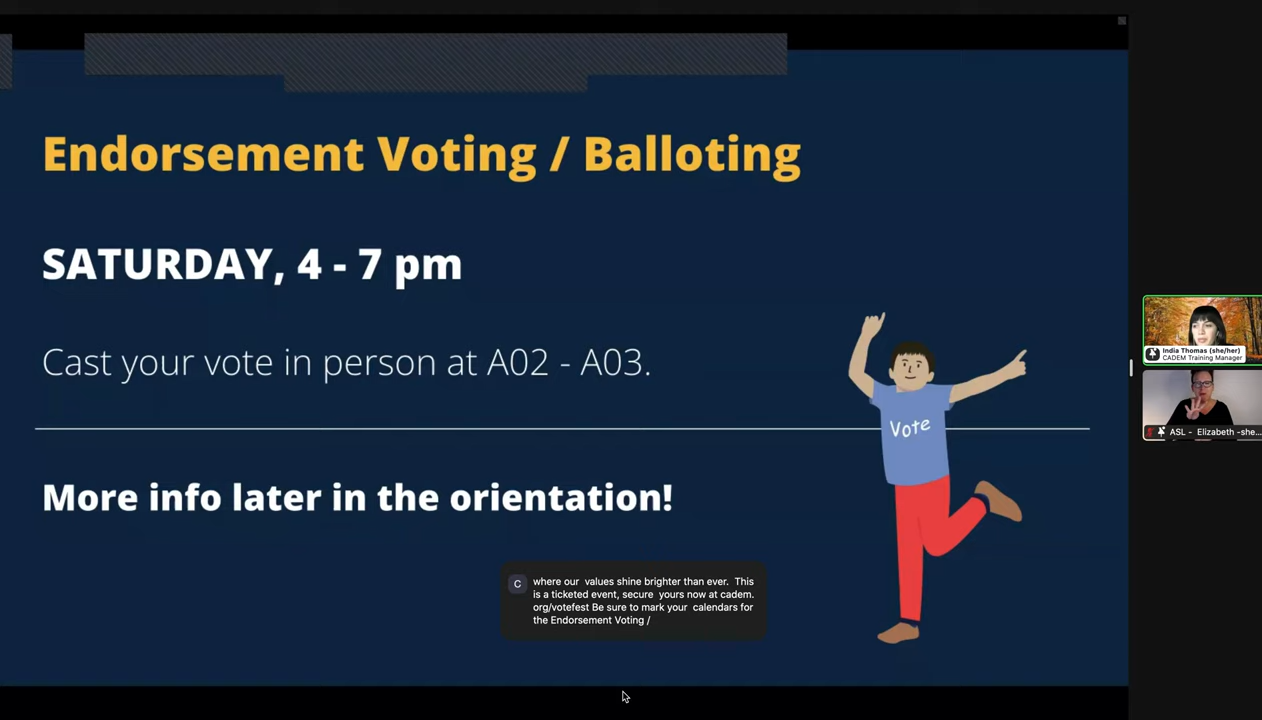 Endorsement Voting / Balloting
SATURDAY, 4 - 7 pm
Cast your vote in person at A02 - A03.
Vote
More info later in the orientation!
C
where our values shine brighter than ever. This
is a ticketed event, secure yours now at cadem.
org/votefest Be sure to mark your calendars for
the Endorsement Voting /
India Thomas (she/her)
CADEM Training Manager
ASL - Elizabeth -she...